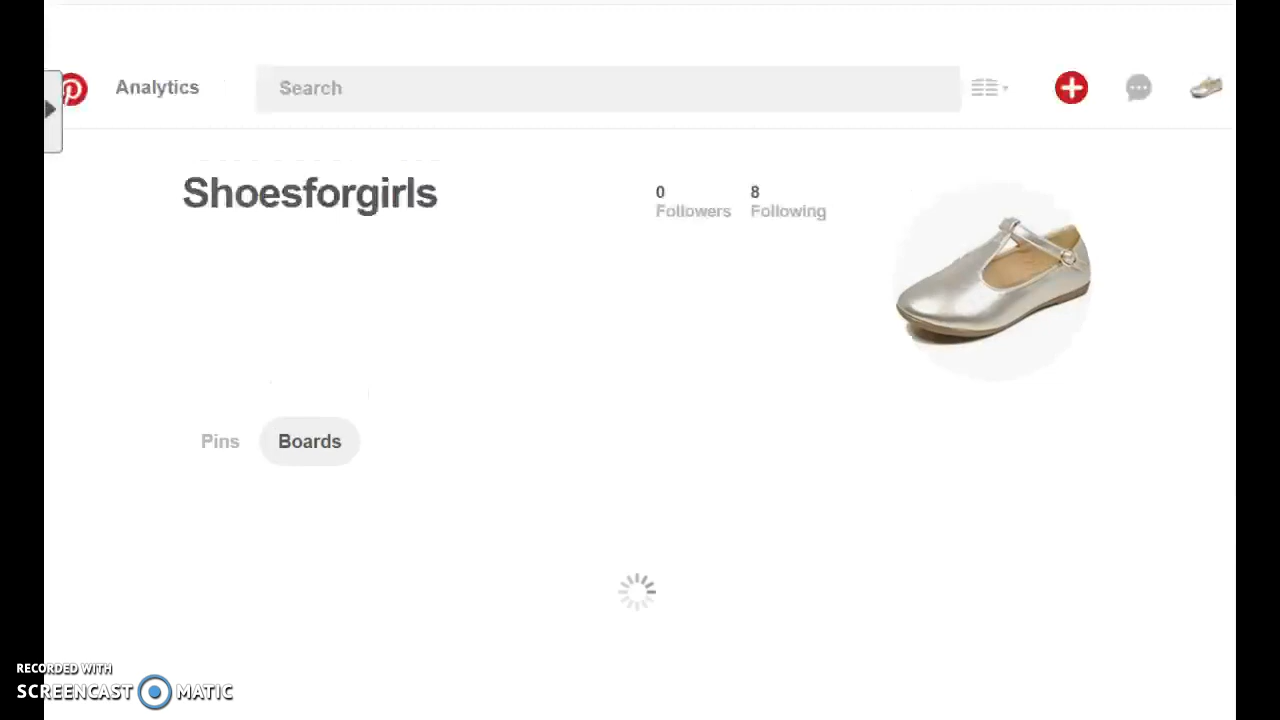 Analytics
Search
Shoesforgirls
0
Followers
8
Following
Pins
Boards
RECORDED WITH
SCREENCAST MATIC